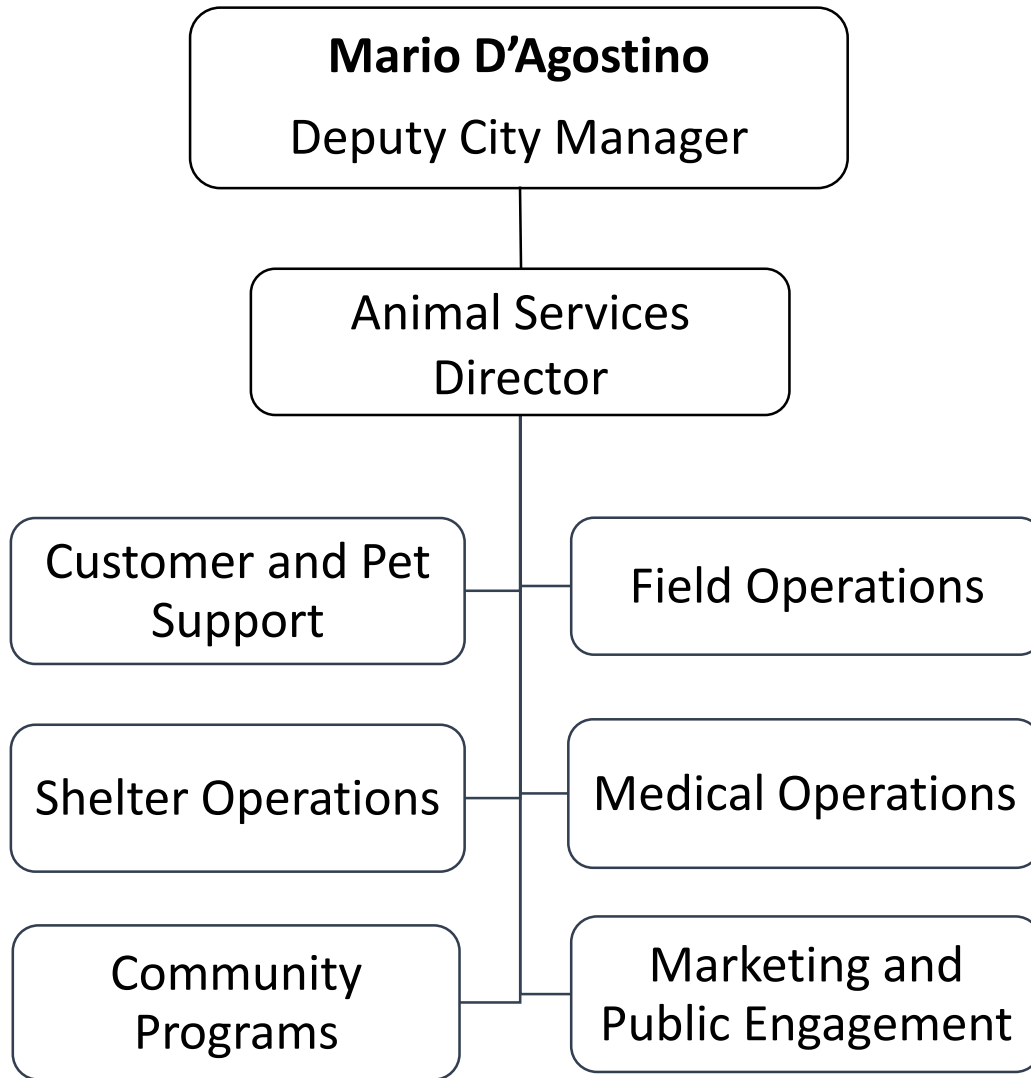 Mario D’Agostino
Deputy City Manager
Animal Services
Director
Customer and Pet
Support
Field Operations
Shelter Operations
Medical Operations
Community
Programs
Marketing and
Public Engagement